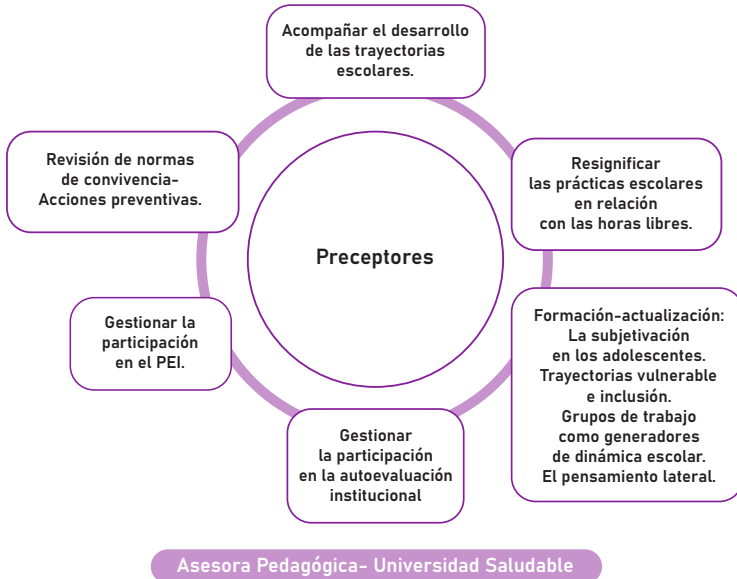 Acompañar el desarrollo
de las trayectorias
escolares.
Revisión de normas
de convivencia-
Acciones preventivas.
Resignificar
las prácticas escolares
en relación
con las horas libres.
Preceptores
Gestionar la
participación
en el PEI.
Formación-actualización:
La subjetivación
en los adolescentes.
Trayectorias vulnerable
e inclusión.
Grupos de trabajo
como generadores
de dinámica escolar.
El pensamiento lateral.
Gestionar
la participación
en la autoevaluación
institucional
Asesora Pedagógica- Universidad Saludable